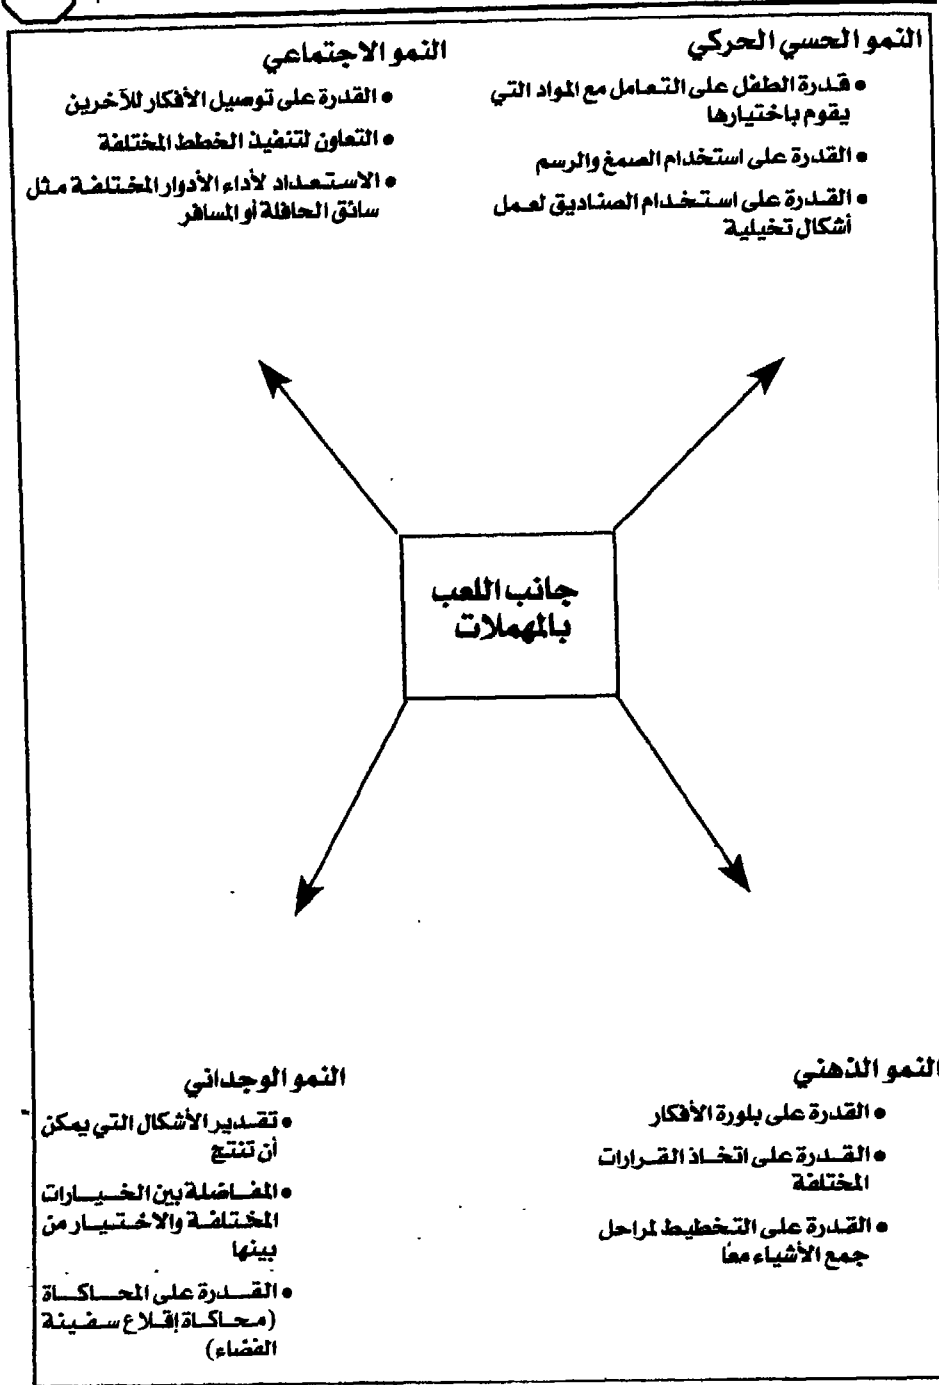 النمو الحسي الحركي
• قدرة الطفل على التعامل مع المواد التي
يقوم باختيارها
• القدرة على استخدام الصمغ والرسم
• القدرة على استخدام الصناديق لعمل
أشكال تخيلية
النمو الاجتماعي
• القدرة على توصيل الأفكار للآخرين
• التعاون لتنفيذ الخطط المختلفة
• الاستعداد لأداء الأدوار المختلفة مثل
سائق الحافلة أو المسافر
جانب اللعب
بالمهملات
النمو الذهني
• القدرة على بلورة الأفكار
• القدرة على اتخاذ القرارات
المختلفة
• القدرة على التخطيط لمراحل
جمع الأشياء معًا
النمو الوجداني
• تقدير الأشكال التي يمكن
أن تنتج
• المفاضلة بين الخيارات
المختلفة والاختيار من
بينها
• القدرة على المحاكاة
(محاكاة إقلاع سفينة
الفضاء)